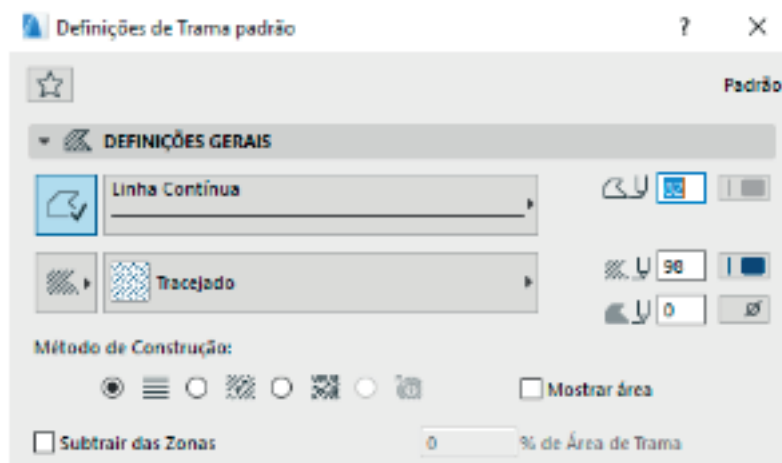 Definições de Trama padrão ?
Padrão
DEFINIÇÕES GERAIS
Linha Contínua
Tracejado 98
0
Método de Construção:
Mostrar área
Subtrair das Zonas 0 % de Área de Trama